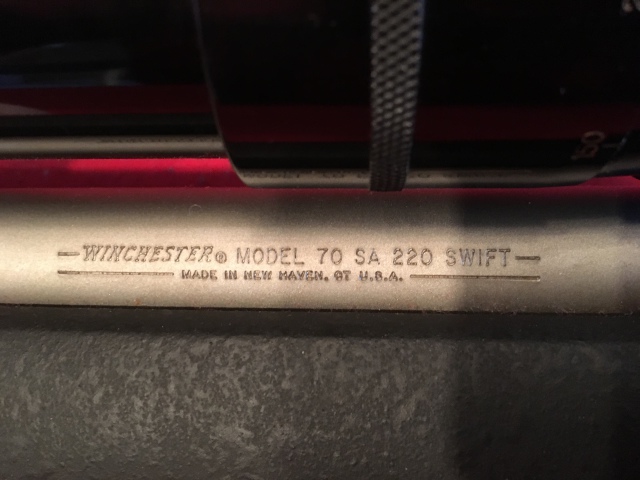 WINCHESTER® MODEL 70 SA 220 SWIFT
MADE IN NEW HAVEN, CT U.S.A.